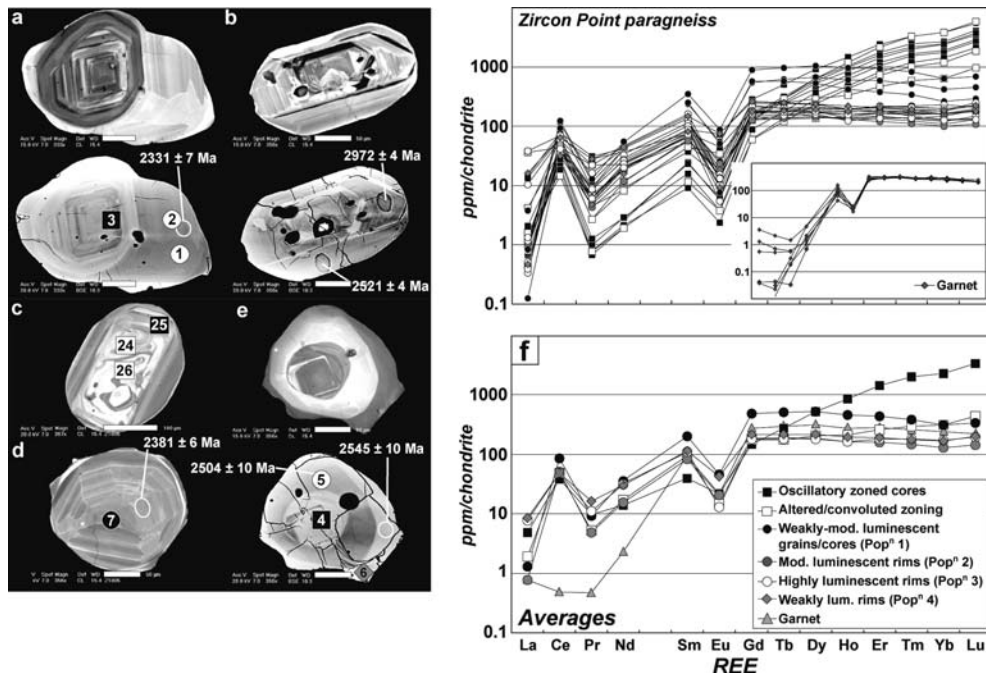 a
b
2331 ± 7 Ma
2972 ± 4 Ma
3
2
1
2521 ± 4 Ma
c
e
25
24
26
d
2381 ± 6 Ma
2504 ± 10 Ma
2545 ± 10 Ma
7
5
4
6
Zircon Point paragneiss
ppm/chondrite
1000
100
10
1
0.1
100
10
1
0.1
Garnet
f
ppm/chondrite
1000
100
10
1
0.1
Oscillatory zoned cores
Altered/convoluted zoning
Weakly-mod. luminescent
grains/cores (Popⁿ 1)
Mod. luminescent rims (Popⁿ 2)
Highly luminescent rims (Popⁿ 3)
Weakly lum. rims (Popⁿ 4)
Garnet
Averages
La Ce Pr Nd Sm Eu Gd Tb Dy Ho Er Tm Yb Lu
REE